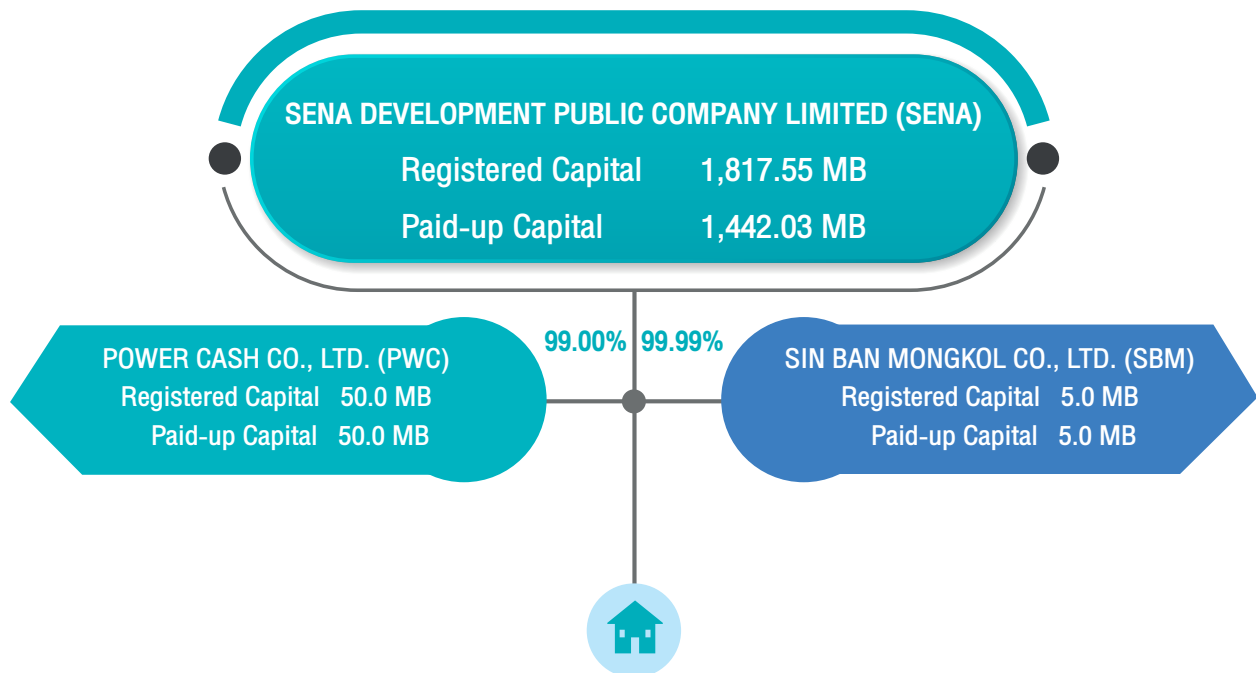 SENA DEVELOPMENT PUBLIC COMPANY LIMITED (SENA)
Registered Capital 1,817.55 MB
Paid-up Capital 1,442.03 MB
99.00% 99.99%
POWER CASH CO., LTD. (PWC)
Registered Capital 50.0 MB
Paid-up Capital 50.0 MB
SIN BAN MONGKOL CO., LTD. (SBM)
Registered Capital 5.0 MB
Paid-up Capital 5.0 MB